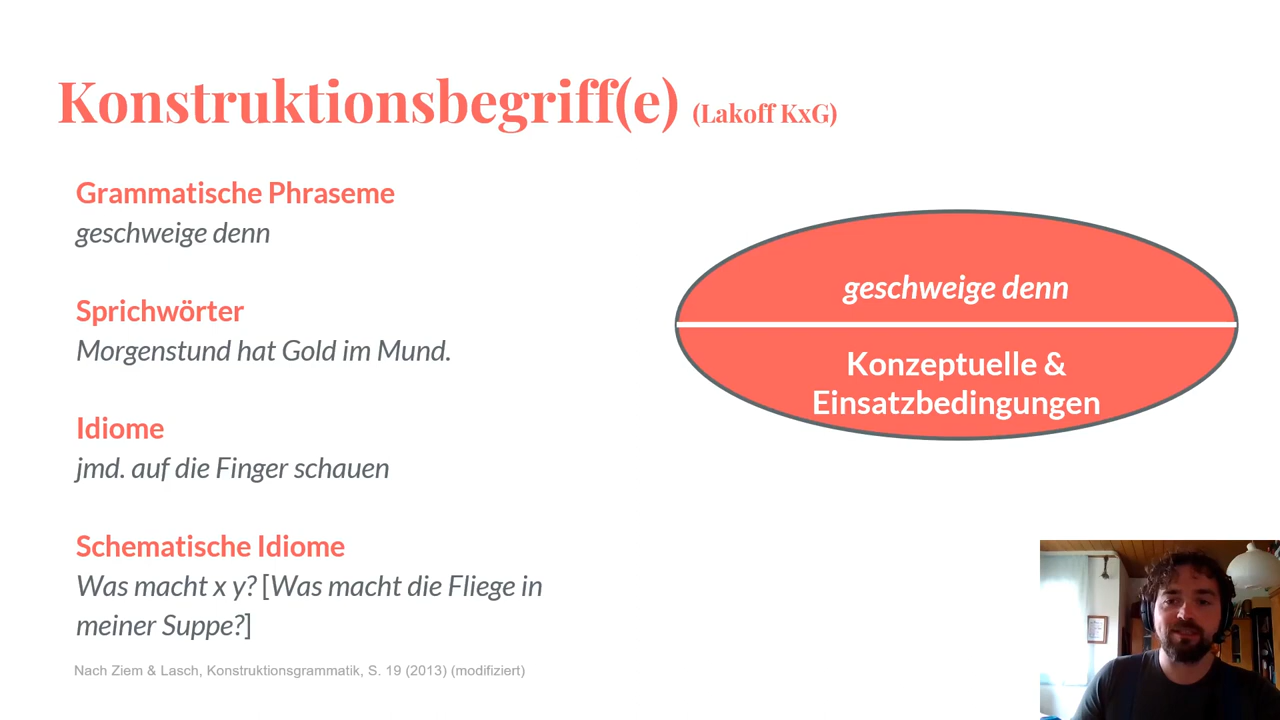 Konstruktionsbegriff(e) (Lakoff KxG)
Grammatische Phraseme
geschweige denn
Sprichwörter
Morgenstund hat Gold im Mund.
Idiome
jmd. auf die Finger schauen
Schematische Idiome
Was macht x y? [Was macht die Fliege in
meiner Suppe?]
Nach Ziem & Lasch, Konstruktionsgrammatik, S. 19 (2013) (modifiziert)
geschweige denn
Konzeptuelle &
Einsatzbedingungen